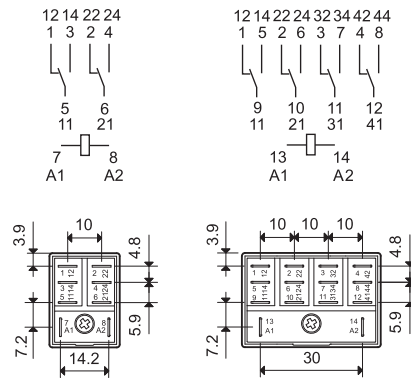 12 14 22 24
1 3 2 4
5 6
11 21
7 8
A1 A2
12 14 22 24 32 34 42 44
1 5 2 6 3 7 4 8
9 10 11 12
11 21 31 41
13 14
A1 A2
10
3.9
4.8
1 12 2 22
3 14 4 24
5 11 6 21
7 8
A1 A2
5.9
7.2
14.2
10 10 10
3.9
4.8
1 12 2 22 3 32 4 42
5 14 6 24 7 34 8 44
9 11 10 21 11 31 12 41
13 14
A1 A2
5.9
7.2
30